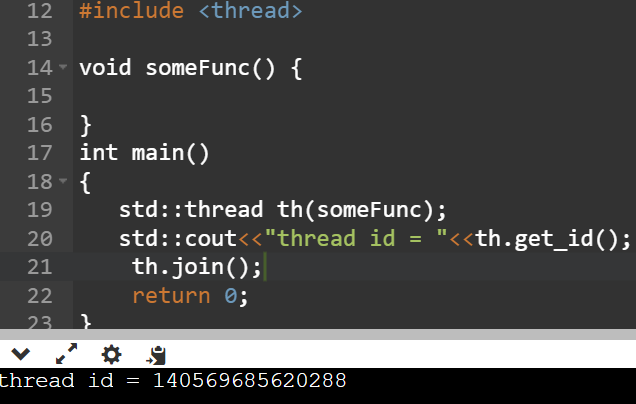 12 #include <thread>
13
14 void someFunc() {
15
16 }
17 int main()
18 {
19 std::thread th(someFunc);
20 std::cout<<"thread id = "<<th.get_id();
21 th.join();
22 return 0;
23 }
thread id = 140569685620288